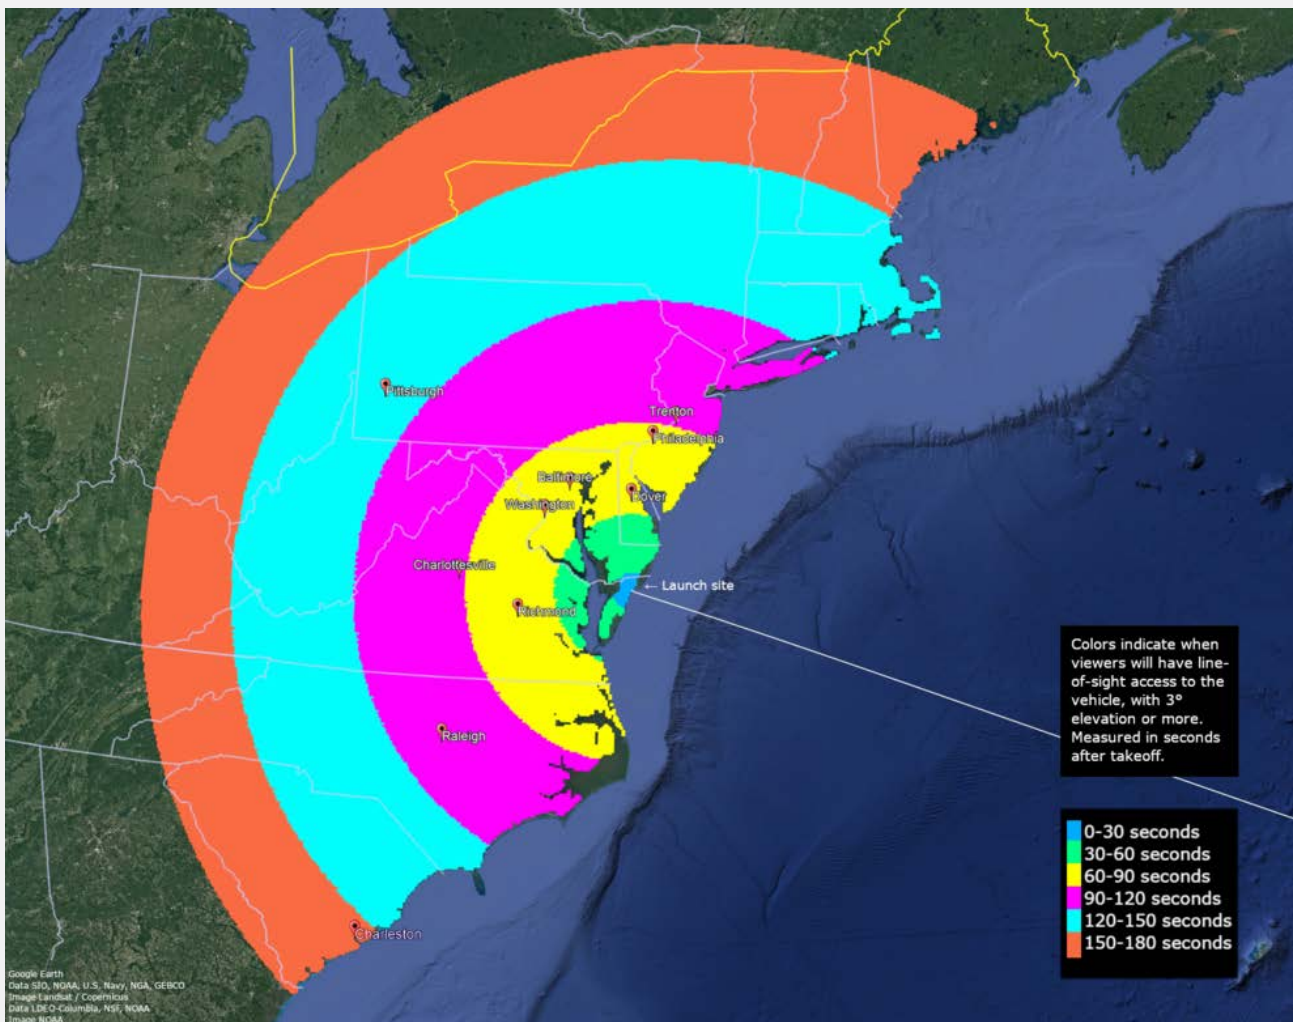 Pittsburgh
Trenton
Philadelphia
Baltimore
Dover
Washington
Charlottesville
← Launch site
Richmond
Raleigh
Charleston
Colors indicate when
viewers will have line-
of-sight access to the
vehicle, with 3°
elevation or more.
Measured in seconds
after takeoff.
0-30 seconds
30-60 seconds
60-90 seconds
90-120 seconds
120-150 seconds
150-180 seconds
Google Earth
Data SIO, NOAA, U.S. Navy, NGA, GEBCO
Image Landsat / Copernicus
Data LDEO-Columbia, NSF, NOAA
Image NOAA